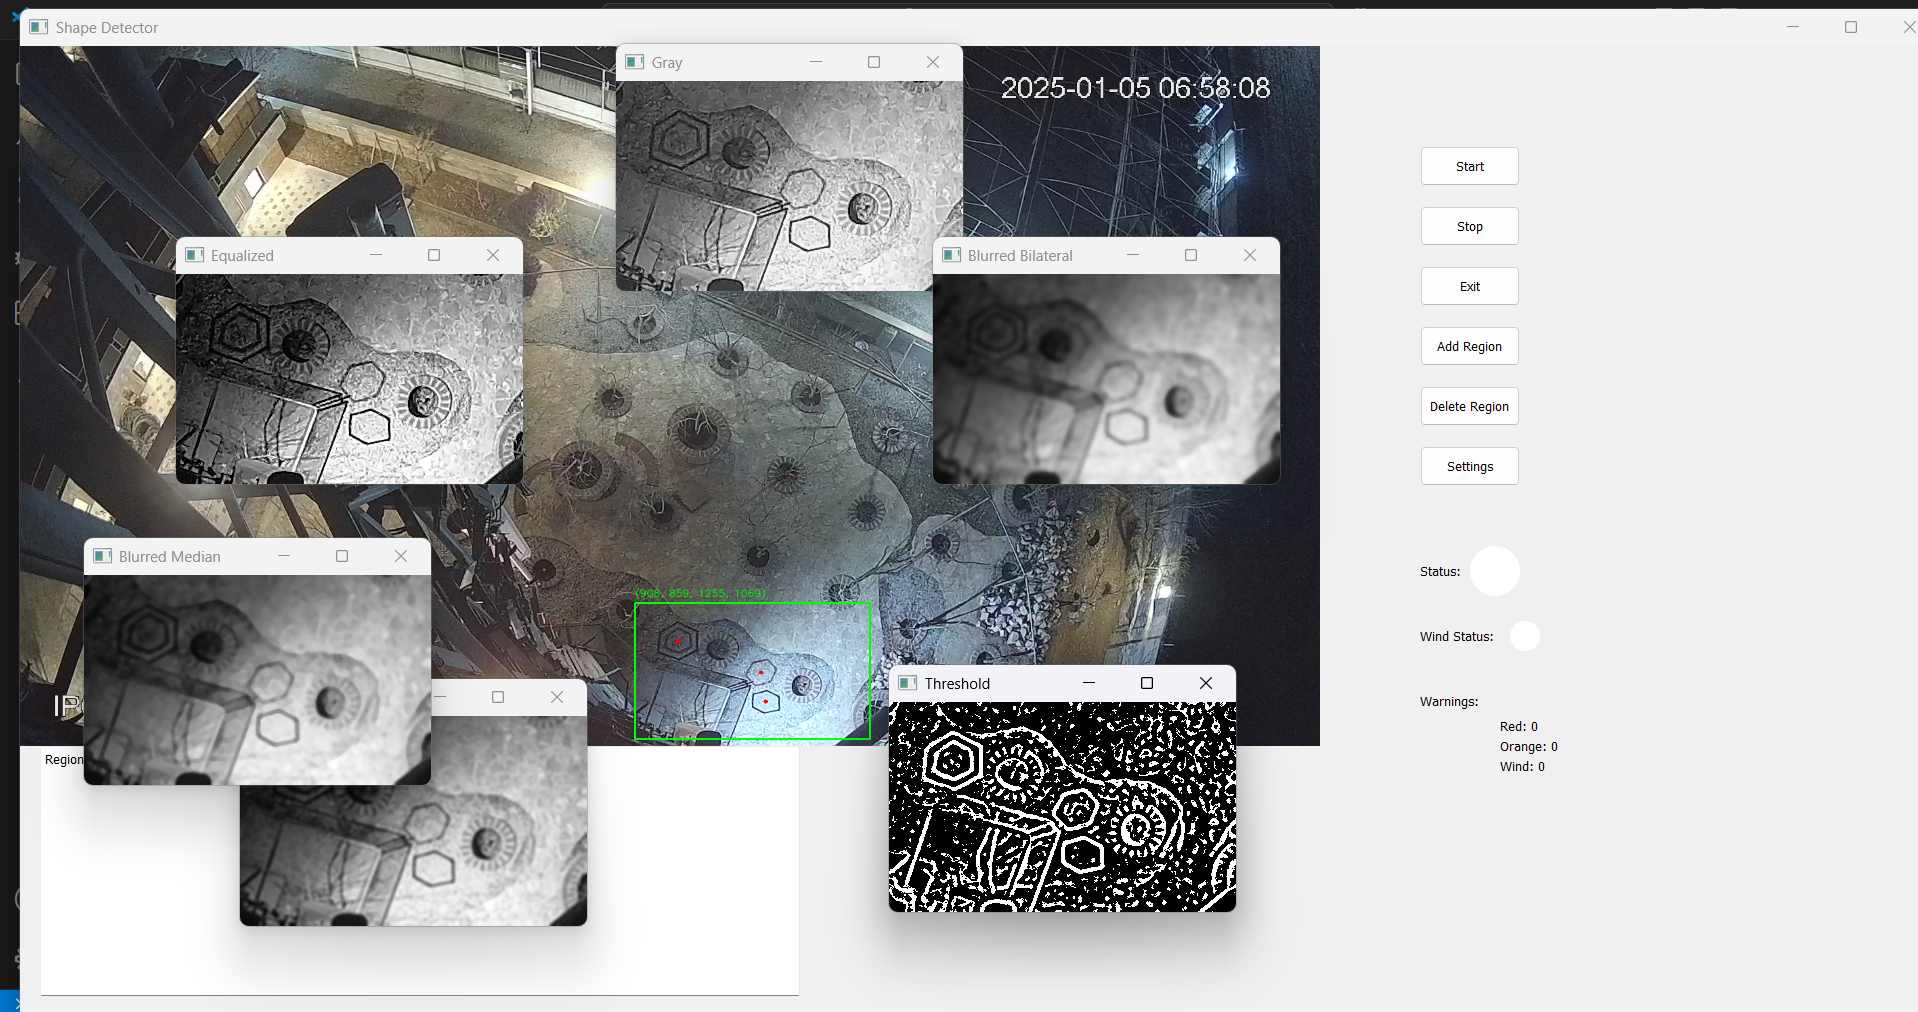 Shape Detector
Gray
2025-01-05 06:58:08
Equalized
Blurred Bilateral
Start
Stop
Exit
Add Region
Delete Region
Settings
Blurred Median
Status:
(908, 859, 1255, 1069)
Wind Status:
Threshold
IP
Warnings:
Red: 0
Orange: 0
Wind: 0
Region